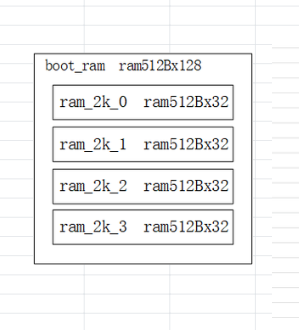 boot_ram ram512Bx128
ram_2k_0 ram512Bx32
ram_2k_1 ram512Bx32
ram_2k_2 ram512Bx32
ram_2k_3 ram512Bx32